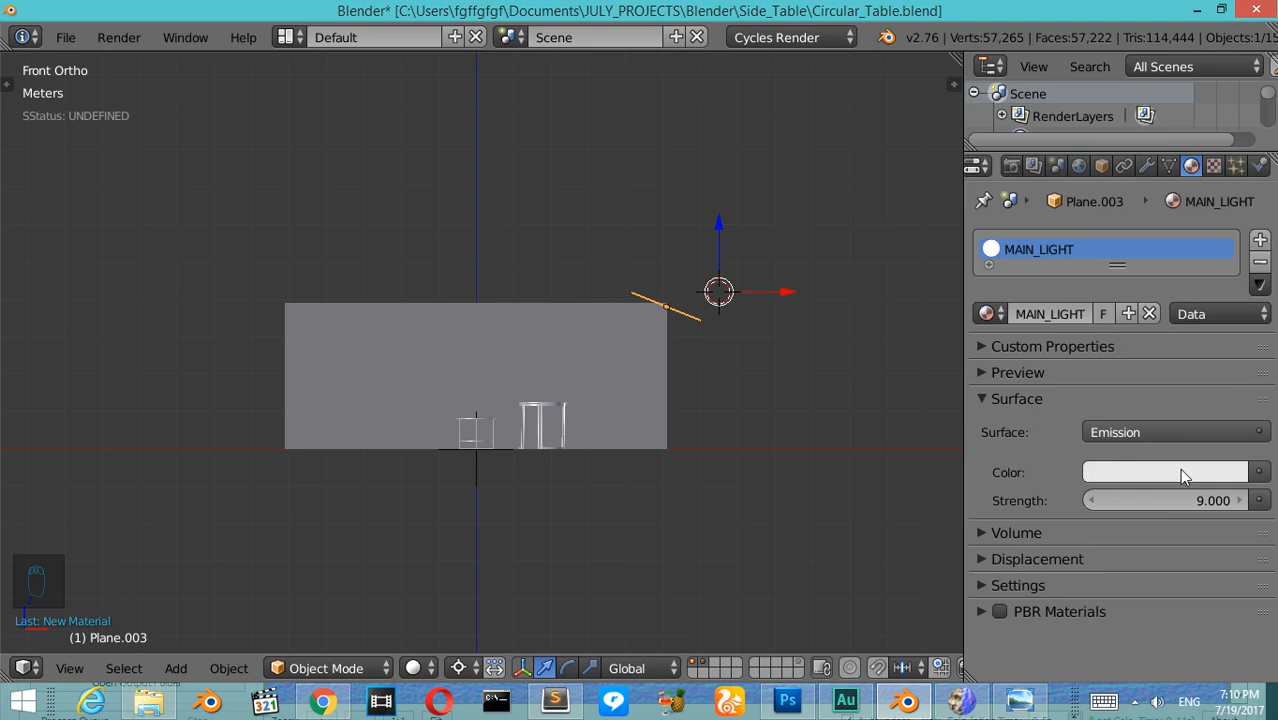 Blender* [C:\Users\fgffgfgf\Documents\JULY_PROJECTS\Blender\Side_Table\Circular_Table.blend]
File Render Window Help Default Scene Cycles Render v2.76 | Verts:57,265 | Faces:57,222 | Tris:114,444 | Objects:1/15
Front Ortho
Meters
SStatus: UNDEFINED
Last: New Material
(1) Plane.003
View Select Add Object Object Mode Global
View Search All Scenes
Scene
RenderLayers
Plane.003 MAIN_LIGHT
MAIN_LIGHT
MAIN_LIGHT F Data
Custom Properties
Preview
Surface
Surface: Emission
Color:
Strength: 9.000
Volume
Displacement
Settings
PBR Materials
321
Ps
Au
ENG
7:10 PM
7/19/2017